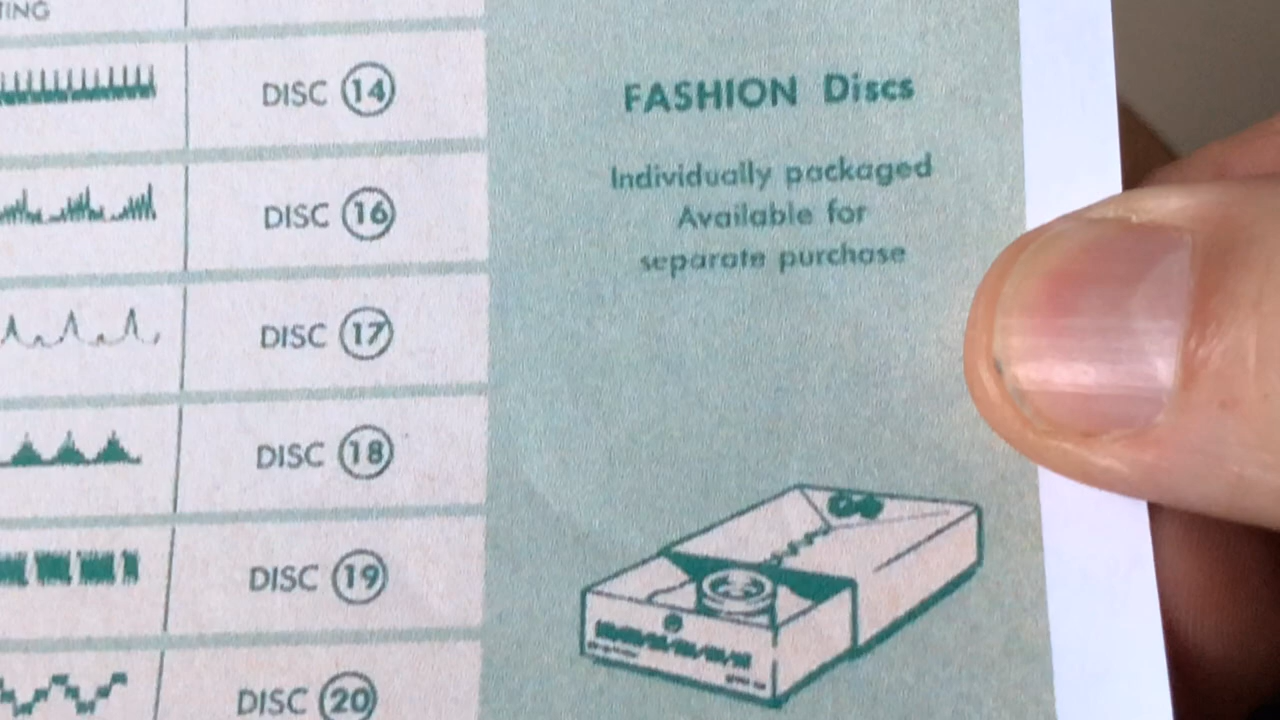 TING
DISC 14
DISC 16
DISC 17
DISC 18
DISC 19
DISC 20
FASHION Discs
Individually packaged
Available for
separate purchase